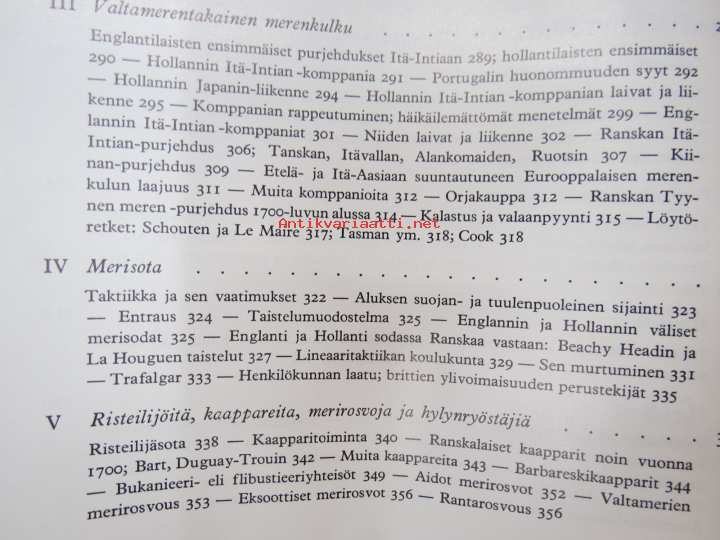 III Valtamerentakainen merenkulku . . . . . . . . . . . . . . . . .
Englantilaisten ensimmäiset purjehdukset Itä-Intiaan 289; hollantilaisten ensimmäiset
290 — Hollannin Itä-Intian -komppania 291 — Portugalin huonommuuden syyt 292
— Hollannin Japanin-liikenne 294 — Hollannin Itä-Intian -komppanian laivat ja lii-
kenne 295 — Komppanian rappeutuminen; häikäilemättömät menetelmät 299 — Eng-
lannin Itä-Intian -komppaniat 301 — Niiden laivat ja liikenne 302 — Ranskan Itä-
Intian-purjehdus 306; Tanskan, Itävallan, Alankomaiden, Ruotsin 307 — Kii-
nan-purjehdus 309 — Etelä- ja Itä-Aasiaan suuntautuneen Eurooppalaisen meren-
kulun laajuus 311 — Muita komppanioita 312 — Orjakauppa 312 — Ranskan Tyy-
nen meren -purjehdus 1700-luvun alussa 314 — Kalastus ja valaanpyynti 315 — Löytö-
Antikvariaatti.net
retket: Schouten ja Le Maire 317; Tasman ym. 318; Cook 318
IV Merisota . . . . . . . . . . . . . . . . . . . .
Taktiikka ja sen vaatimukset 322 — Aluksen suojan- ja tuulenpuoleinen sijainti 323
— Entraus 324 — Taistelumuodostelma 325 — Englannin ja Hollannin väliset
merisodat 325 — Englanti ja Hollanti sodassa Ranskaa vastaan: Beachy Headin ja
La Houguen taistelut 327 — Lineaaritaktiikan koulukunta 329 — Sen murtuminen 331
— Trafalgar 333 — Henkilökunnan laatu; brittien ylivoimaisuuden perustekijät 335
V Risteilijöitä, kaappareita, merirosvoja ja hylynryöstäjiä . . . . . .
Risteilijäsota 338 — Kaapparitoiminta 340 — Ranskalaiset kaapparit noin vuonna
1700; Bart, Duguay-Trouin 342 — Muita kaappareita 343 — Barbareskikaapparit 344
— Bukanieeri- eli flibustieeriyhteisöt 349 — Aidot merirosvot 352 — Valtamerien
merirosvous 353 — Eksoottiset merirosvot 356 — Rantarosvous 356